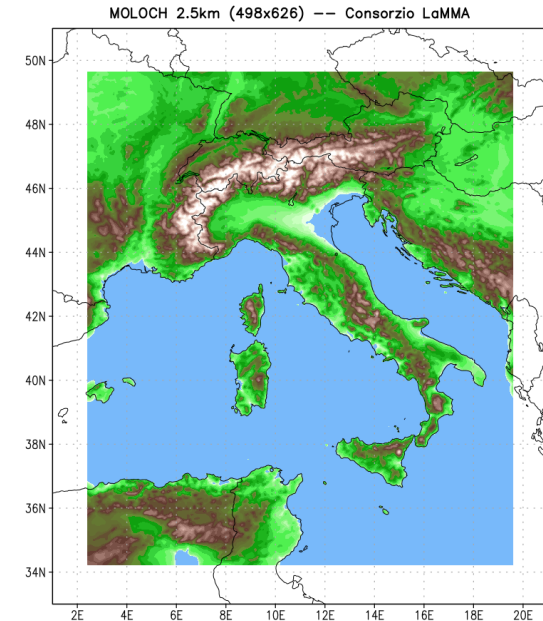 MOLOCH 2.5km (498x626) -- Consorzio LaMMA
50N
48N
46N
44N
42N
40N
38N
36N
34N
2E 4E 6E 8E 10E 12E 14E 16E 18E 20E